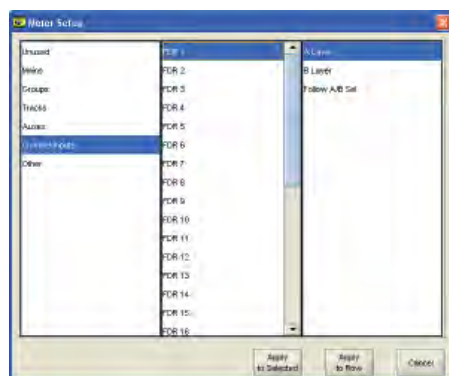 Meter Setup
Unused
Mains
Groups
Tracks
Auxes
Channel Inputs
Other
FDR 1
FDR 2
FDR 3
FDR 4
FDR 5
FDR 6
FDR 7
FDR 8
FDR 9
FDR 10
FDR 11
FDR 12
FDR 13
FDR 14
FDR 15
FDR 16
A Layer
B Layer
Follow A/B Sel
Apply
to Selected
Apply
to Row
Cancel